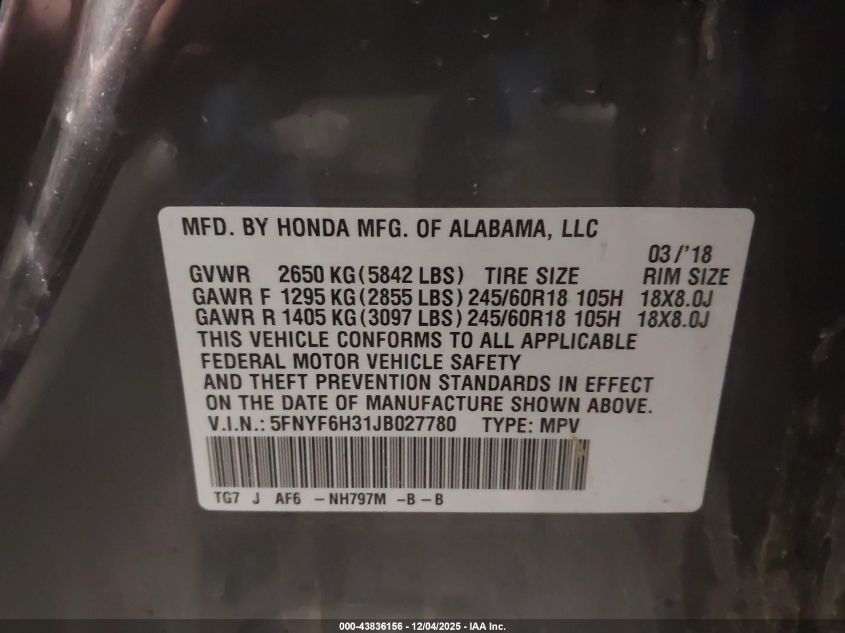 MFD. BY HONDA MFG. OF ALABAMA, LLC
03/'18
GVWR 2650 KG (5842 LBS) TIRE SIZE RIM SIZE
GAWR F 1295 KG (2855 LBS) 245/60R18 105H 18X8.0J
GAWR R 1405 KG (3097 LBS) 245/60R18 105H 18X8.0J
THIS VEHICLE CONFORMS TO ALL APPLICABLE
FEDERAL MOTOR VEHICLE SAFETY
AND THEFT PREVENTION STANDARDS IN EFFECT
ON THE DATE OF MANUFACTURE SHOWN ABOVE.
V.I.N.: 5FNYF6H31JB027780 TYPE: MPV
TG7 J AF6 -NH797M -B-B
000-43836156 - 12/04/2025 - IAA Inc.